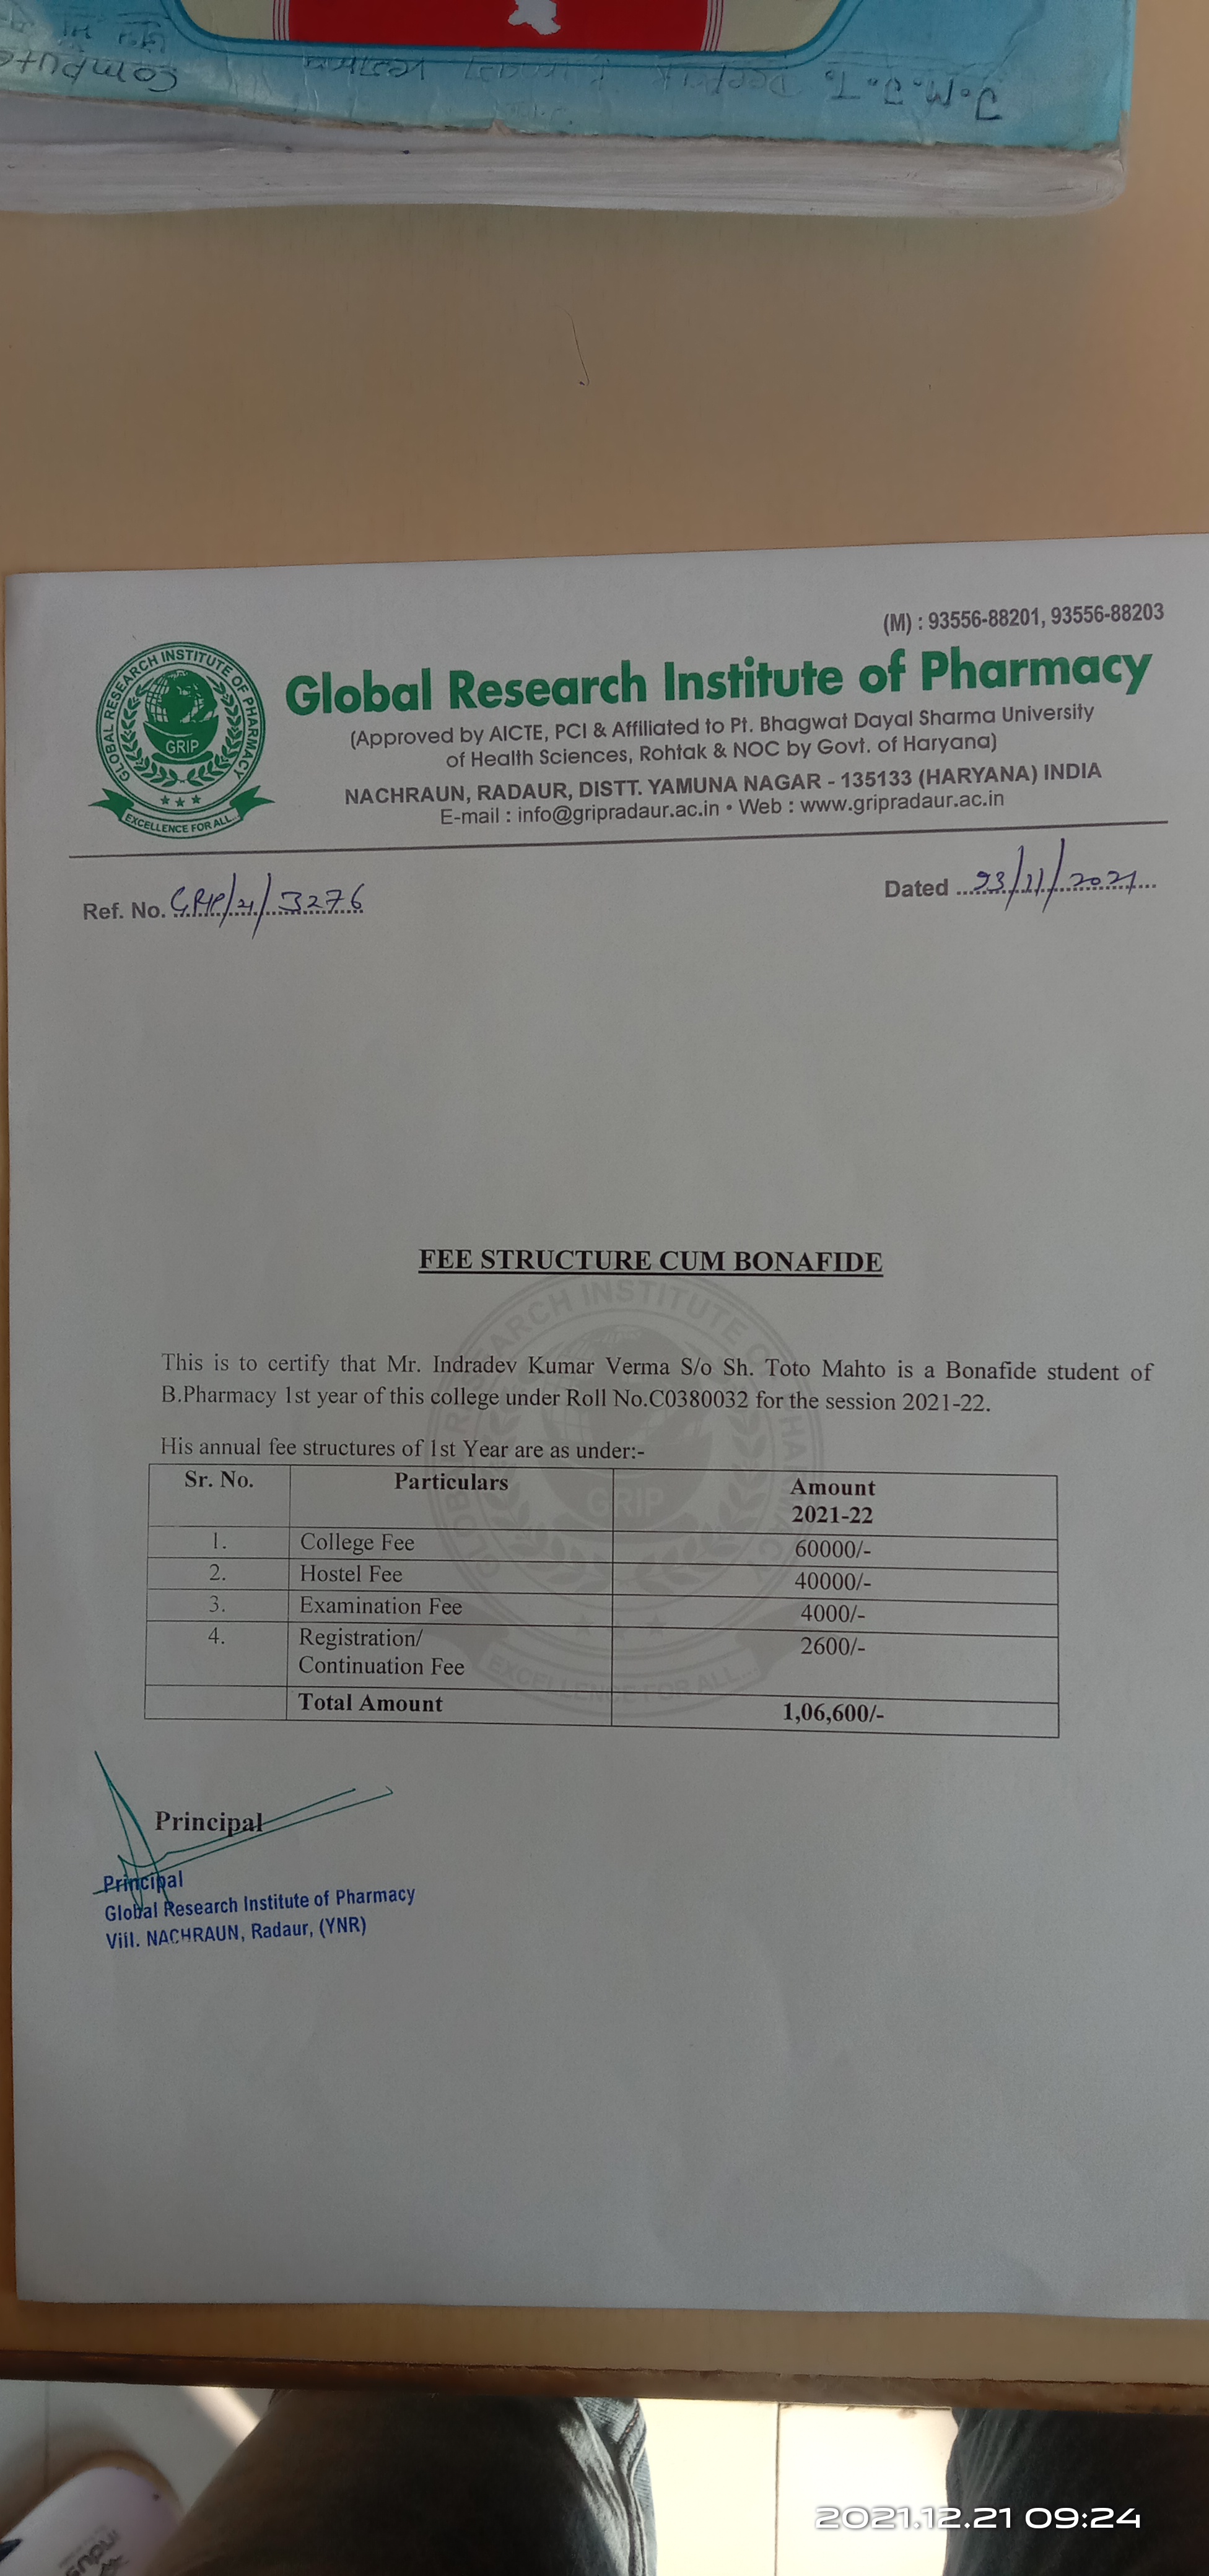 J.M.J.T. Deepak
(M) : 93556-88201, 93556-88203
GLOBAL RESEARCH INSTITUTE OF PHARMACY
GRIP
EXCELLENCE FOR ALL...
Global Research Institute of Pharmacy
(Approved by AICTE, PCI & Affiliated to Pt. Bhagwat Dayal Sharma University
of Health Sciences, Rohtak & NOC by Govt. of Haryana)
NACHRAUN, RADAUR, DISTT. YAMUNA NAGAR - 135133 (HARYANA) INDIA
E-mail : info@gripradaur.ac.in • Web : www.gripradaur.ac.in
Ref. No. GRIP/21/3276
Dated 23/11/2021
FEE STRUCTURE CUM BONAFIDE
This is to certify that Mr. Indradev Kumar Verma S/o Sh. Toto Mahto is a Bonafide student of
B.Pharmacy 1st year of this college under Roll No.C0380032 for the session 2021-22.
His annual fee structures of 1st Year are as under:-
Sr. No. Particulars Amount
2021-22
1. College Fee 60000/-
2. Hostel Fee 40000/-
3. Examination Fee 4000/-
4. Registration/ 2600/-
Continuation Fee
Total Amount 1,06,600/-
Principal
Principal
Global Research Institute of Pharmacy
Vill. NACHRAUN, Radaur, (YNR)
2021.12.21 09:24